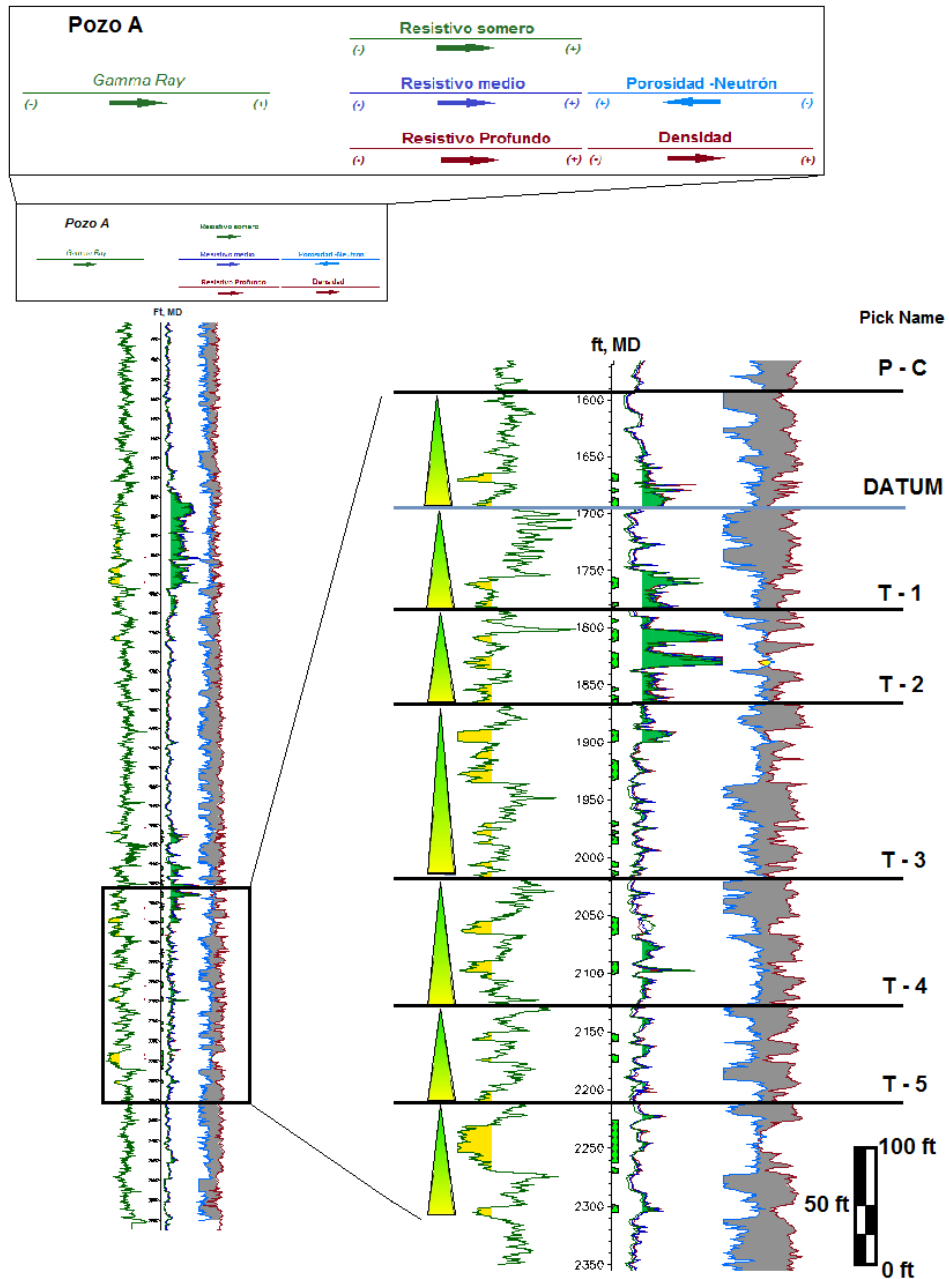 Pozo A
Resistivo somero
(-) (+)
Gamma Ray
(-) (+)
Resistivo medio
(-) (+)
Porosidad -Neutrón
(+) (-)
Resistivo Profundo
(-) (+)
Densidad
(-) (+)
Pozo A
Resistivo somero
Gamma Ray
Resistivo medio
Porosidad -Neutrón
Resistivo Profundo
Densidad
Ft, MD
Pick Name
ft, MD
P - C
1600
1650
DATUM
1700
1750
T - 1
1800
1850
T - 2
1900
1950
2000
T - 3
2050
2100
T - 4
2150
2200
T - 5
2250
2300
2350
100 ft
50 ft
0 ft